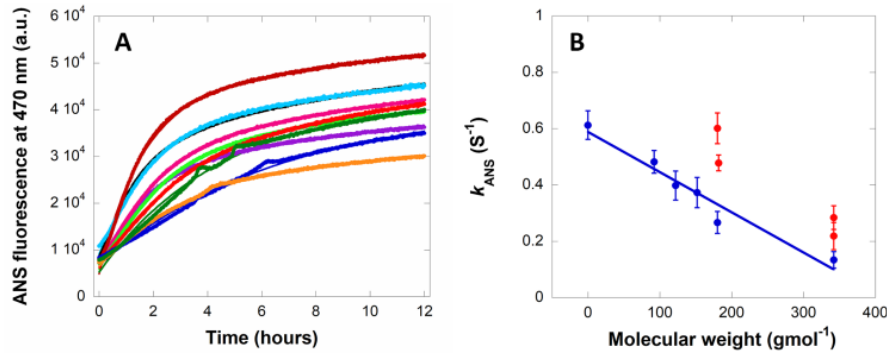 A
ANS fluorescence at 470 nm (a.u.)
6 10⁴
5 10⁴
4 10⁴
3 10⁴
2 10⁴
1 10⁴
0
0 2 4 6 8 10 12
Time (hours)
B
k_ANS (S⁻¹)
1
0.8
0.6
0.4
0.2
0
0 100 200 300 400
Molecular weight (gmol⁻¹)